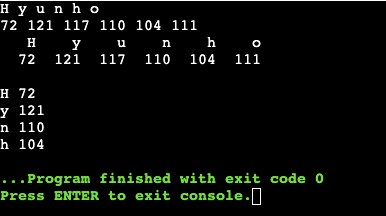 H y u n h o
72 121 117 110 104 111
H y u n h o
72 121 117 110 104 111
H 72
y 121
n 110
h 104
...Program finished with exit code 0
Press ENTER to exit console.